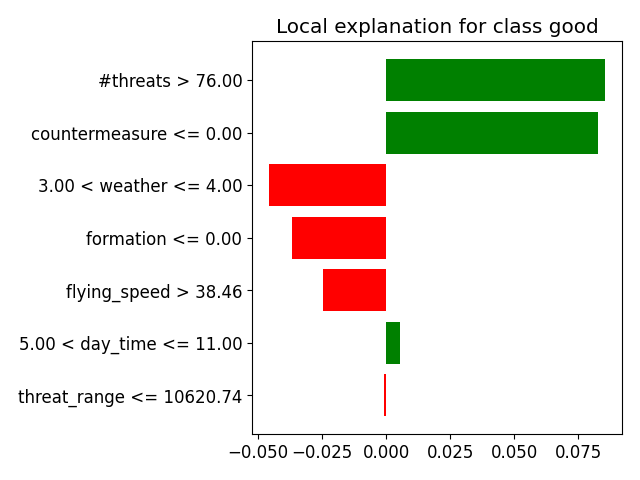 Local explanation for class good
#threats > 76.00
countermeasure <= 0.00
3.00 < weather <= 4.00
formation <= 0.00
flying_speed > 38.46
5.00 < day_time <= 11.00
threat_range <= 10620.74
−0.050 −0.025 0.000 0.025 0.050 0.075